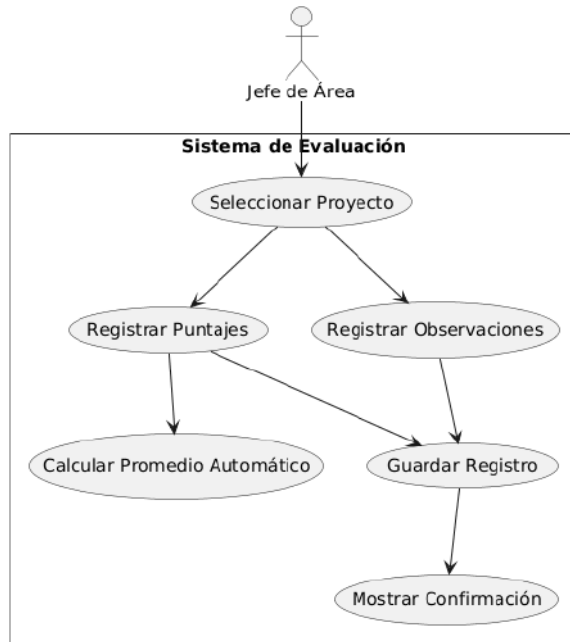 Jefe de Área
Sistema de Evaluación
Seleccionar Proyecto
Registrar Puntajes
Registrar Observaciones
Calcular Promedio Automático
Guardar Registro
Mostrar Confirmación